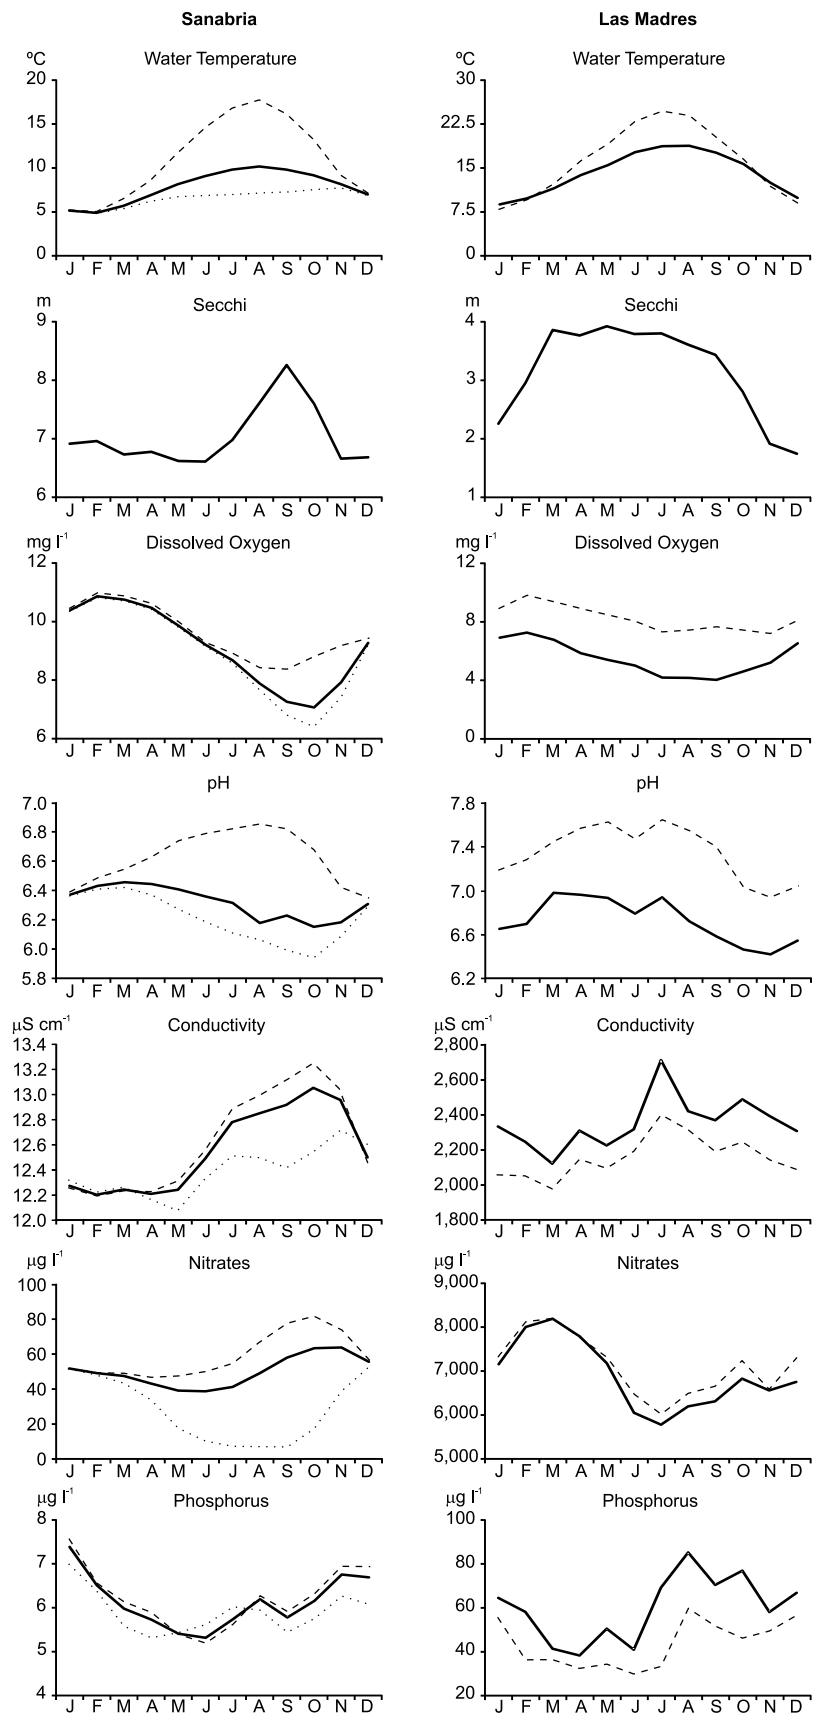 Sanabria
Las Madres
ºC
Water Temperature
20
15
10
5
0
J F M A M J J A S O N D
ºC
Water Temperature
30
22.5
15
7.5
0
J F M A M J J A S O N D
m
Secchi
9
8
7
6
J F M A M J J A S O N D
m
Secchi
4
3
2
1
J F M A M J J A S O N D
mg l⁻¹
Dissolved Oxygen
12
10
8
6
J F M A M J J A S O N D
mg l⁻¹
Dissolved Oxygen
12
8
4
0
J F M A M J J A S O N D
pH
7.0
6.8
6.6
6.4
6.2
6.0
5.8
J F M A M J J A S O N D
pH
7.8
7.4
7.0
6.6
6.2
J F M A M J J A S O N D
µS cm⁻¹
Conductivity
13.4
13.2
13.0
12.8
12.6
12.4
12.2
12.0
J F M A M J J A S O N D
µS cm⁻¹
Conductivity
2,800
2,600
2,400
2,200
2,000
1,800
J F M A M J J A S O N D
µg l⁻¹
Nitrates
100
80
60
40
20
0
J F M A M J J A S O N D
µg l⁻¹
Nitrates
9,000
8,000
7,000
6,000
5,000
J F M A M J J A S O N D
µg l⁻¹
Phosphorus
8
7
6
5
4
J F M A M J J A S O N D
µg l⁻¹
Phosphorus
100
80
60
40
20
J F M A M J J A S O N D